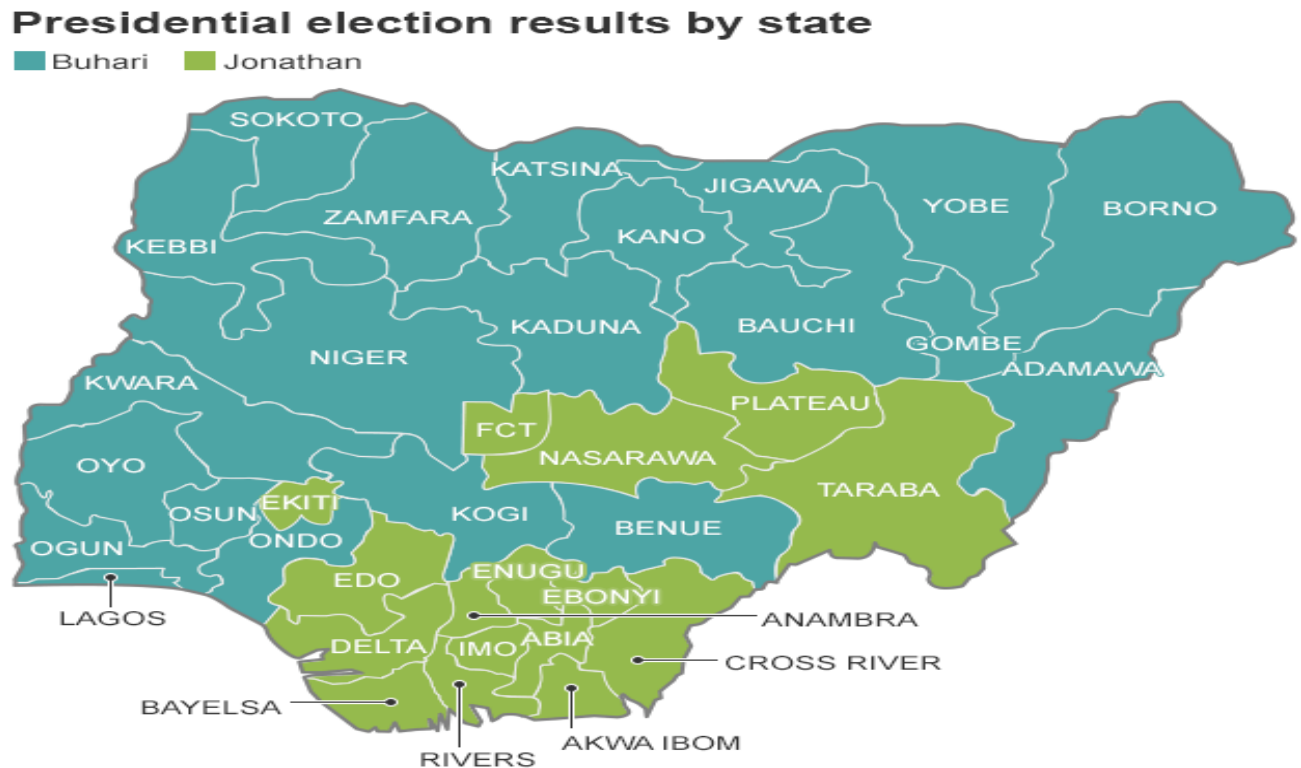 Presidential election results by state
Buhari Jonathan
SOKOTO
KATSINA
JIGAWA
YOBE
BORNO
ZAMFARA
KANO
KEBBI
KADUNA
BAUCHI
GOMBE
NIGER
ADAMAWA
KWARA
PLATEAU
FCT
NASARAWA
OYO
TARABA
EKITI
OSUN
KOGI
BENUE
OGUN
ONDO
ENUGU
EDO
EBONYI
LAGOS
ANAMBRA
DELTA
IMO
ABIA
CROSS RIVER
BAYELSA
AKWA IBOM
RIVERS